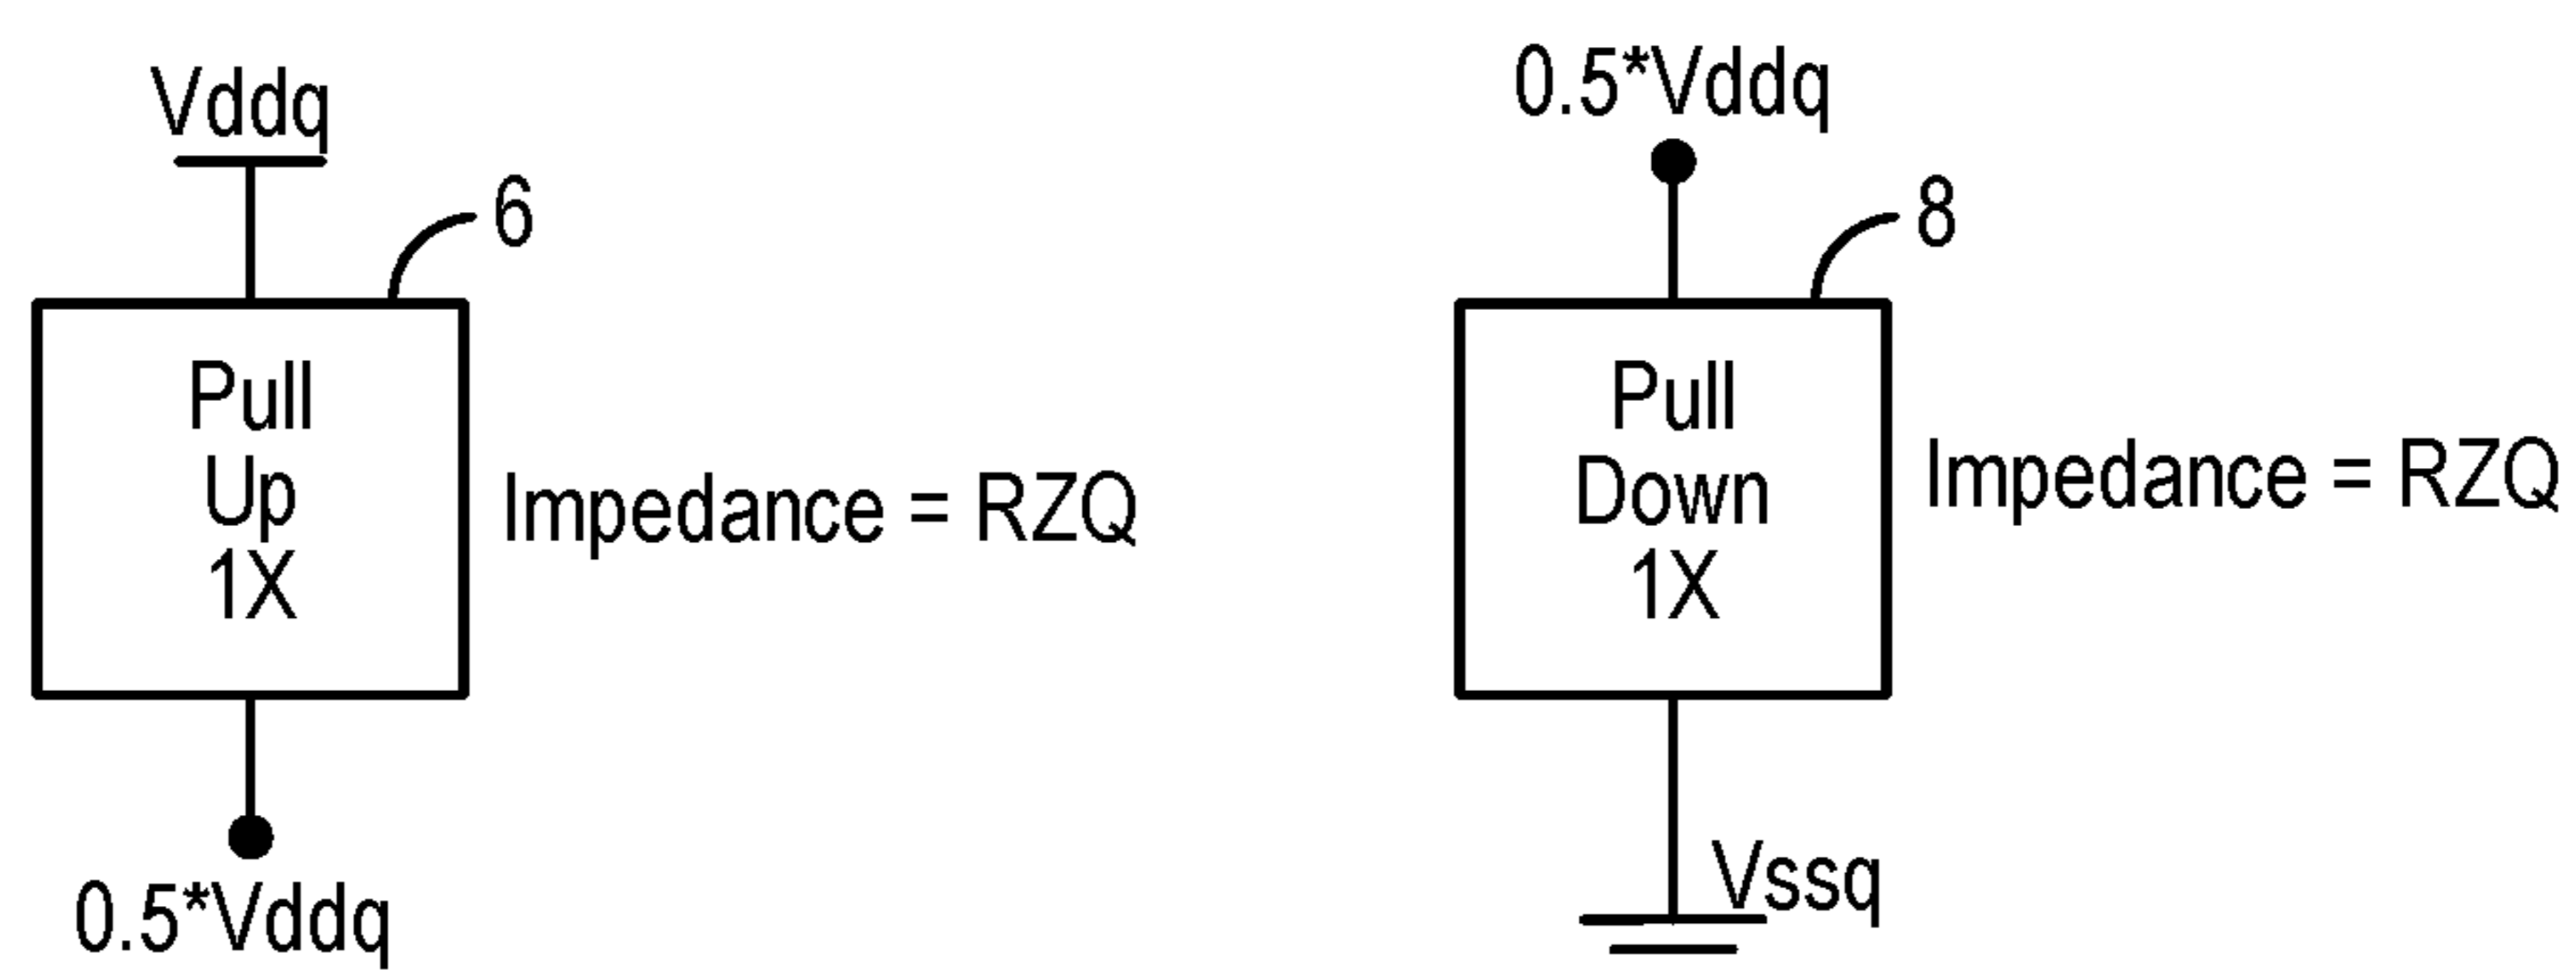 Vddq
6
Pull
Up
1X
Impedance = RZQ
0.5*Vddq
0.5*Vddq
8
Pull
Down
1X
Impedance = RZQ
Vssq